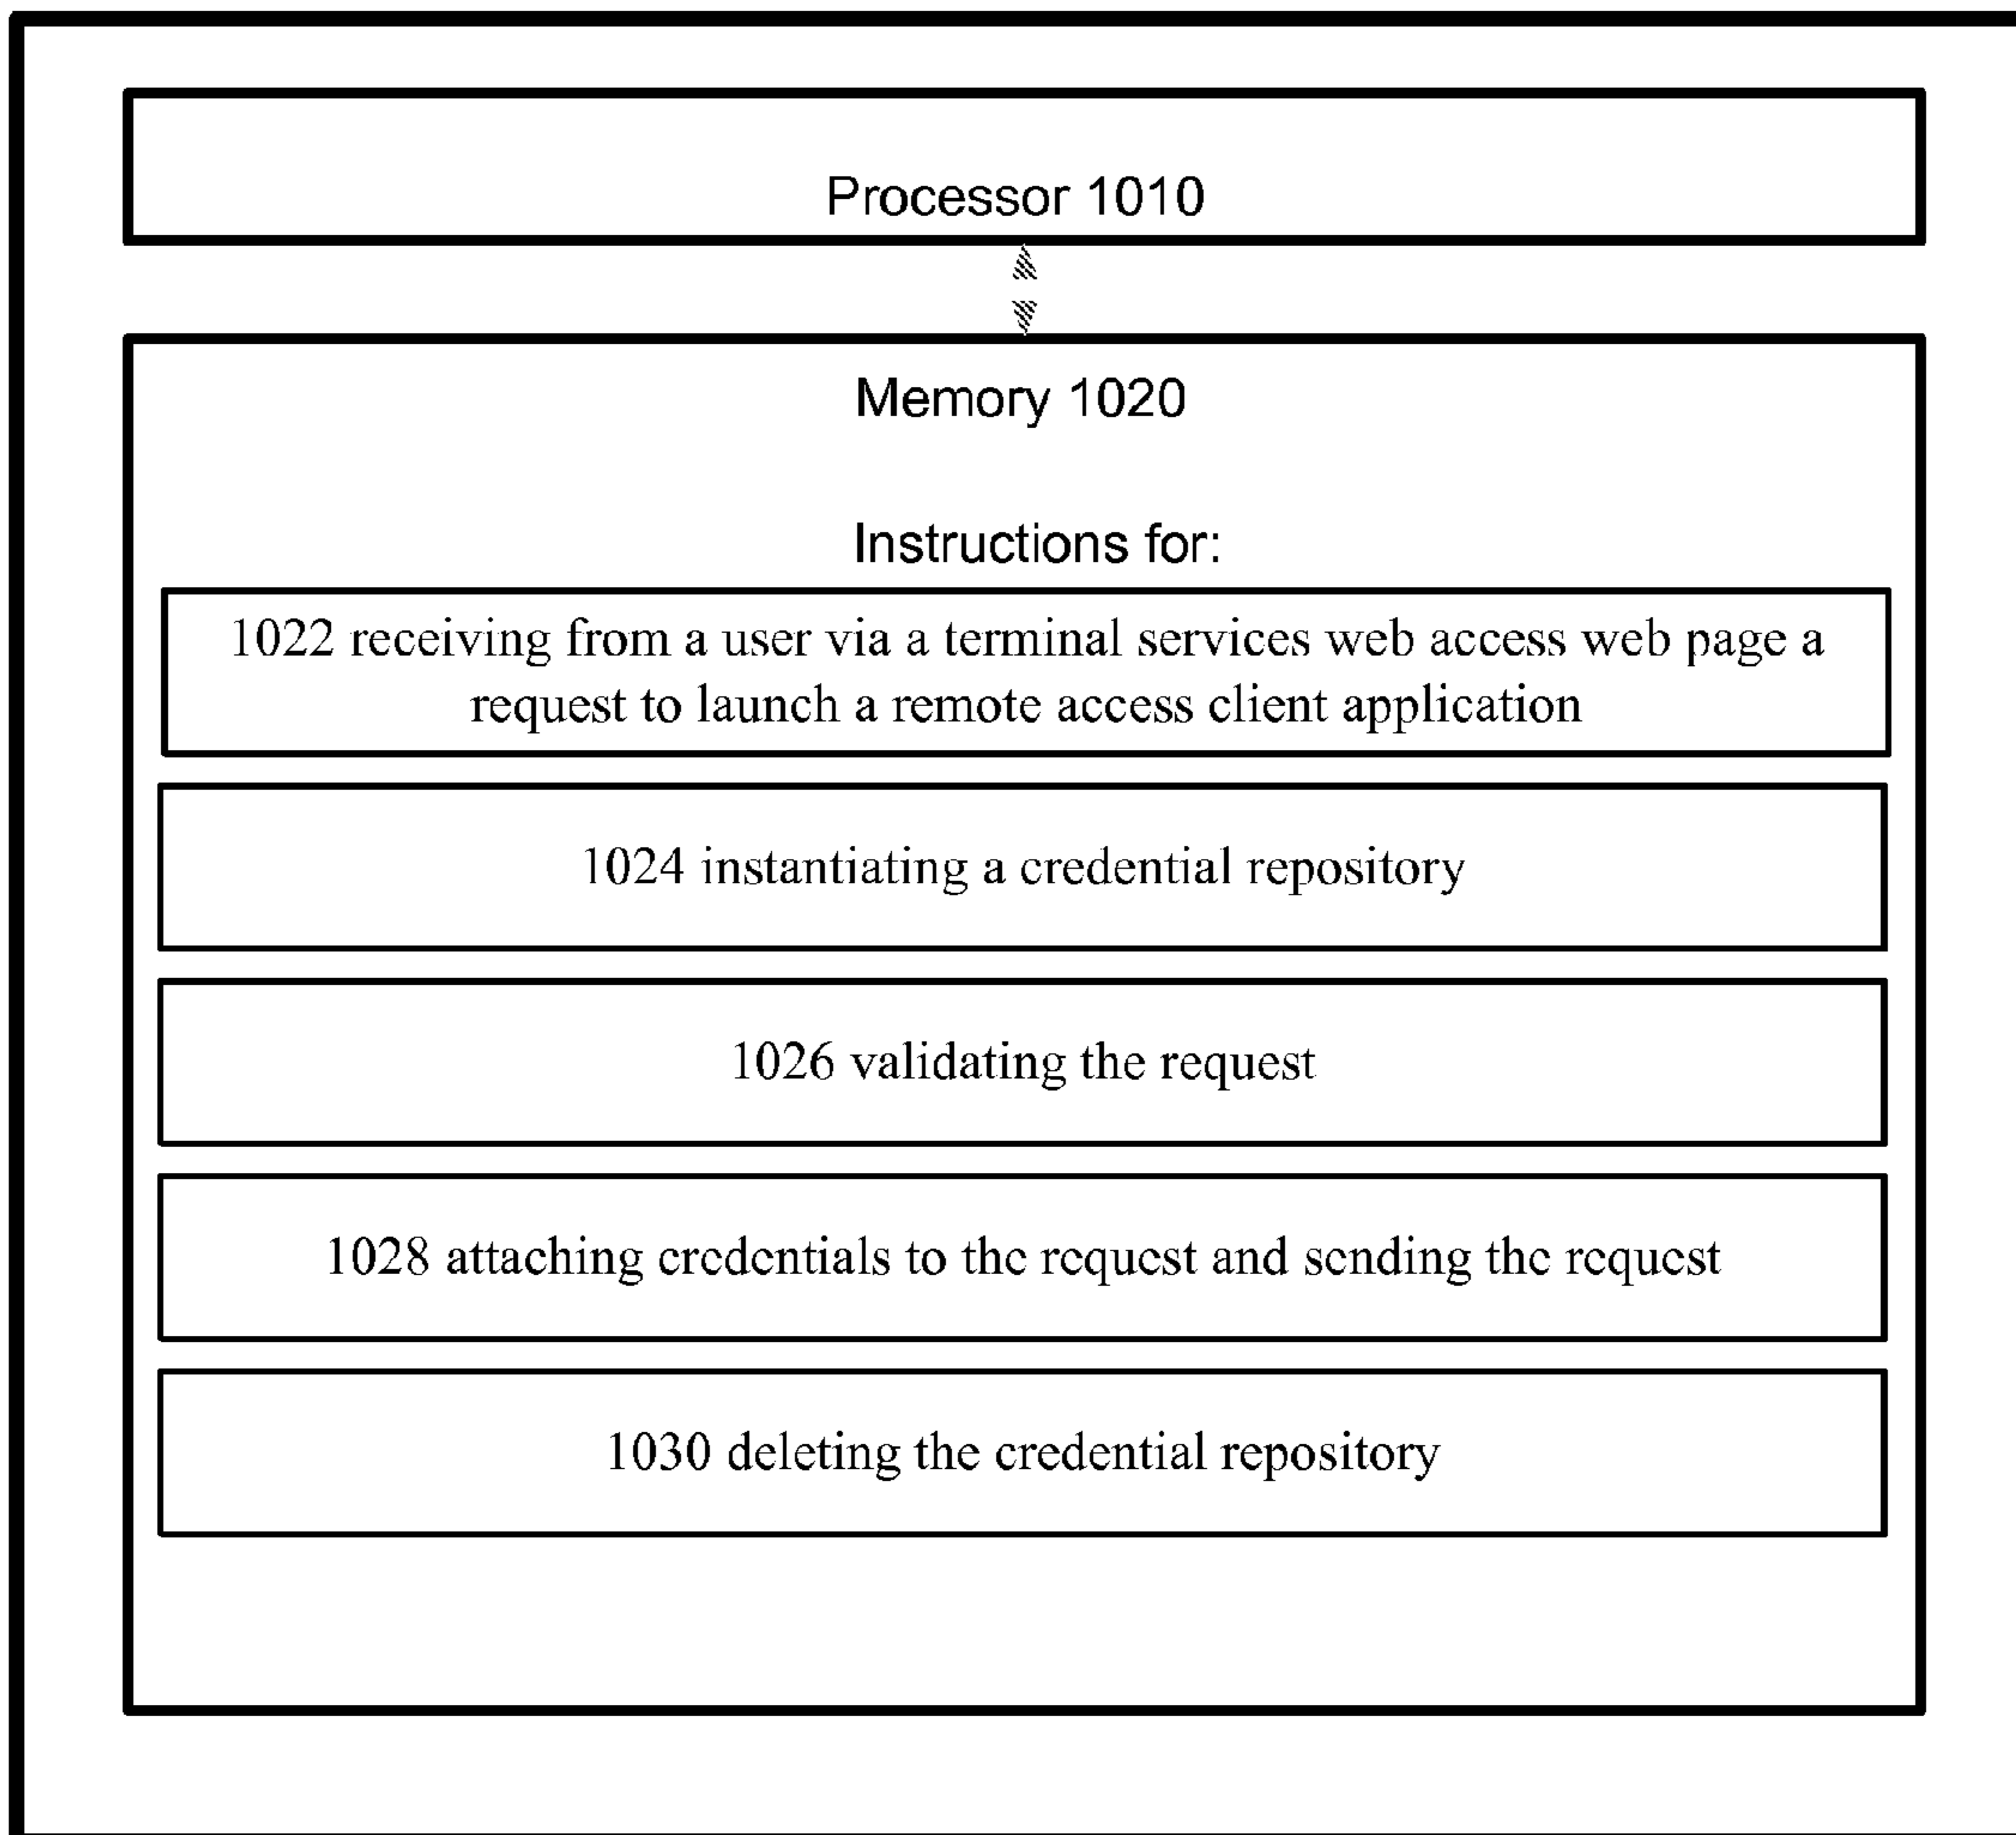 Processor 1010
Memory 1020
Instructions for:
1022 receiving from a user via a terminal services web access web page a
request to launch a remote access client application
1024 instantiating a credential repository
1026 validating the request
1028 attaching credentials to the request and sending the request
1030 deleting the credential repository